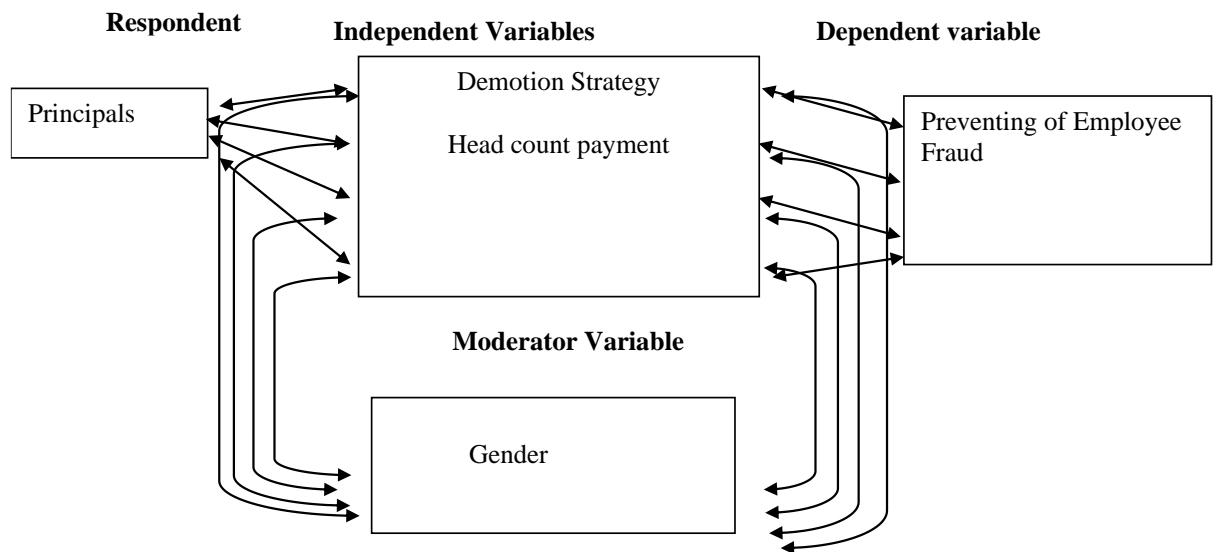 Respondent
Independent Variables
Dependent variable
Principals
Demotion Strategy
Head count payment
Preventing of Employee
Fraud
Moderator Variable
Gender